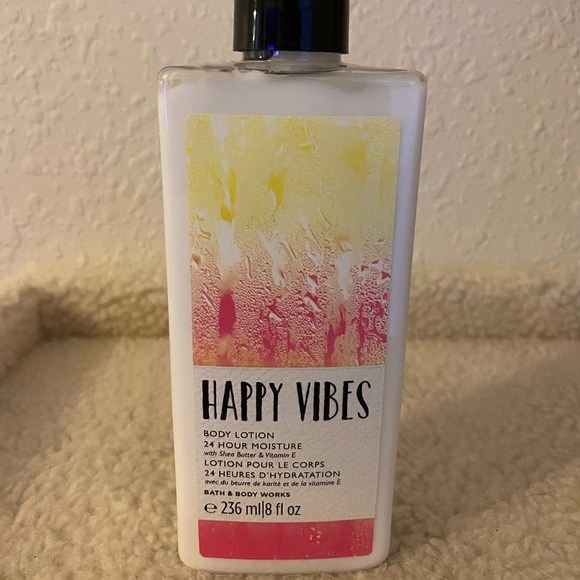 HAPPY VIBES
BODY LOTION
24 HOUR MOISTURE
with Shea Butter & Vitamin E
LOTION POUR LE CORPS
24 HEURES D'HYDRATATION
avec du beurre de karité et de la vitamine E
BATH & BODY WORKS
℮ 236 ml|8 fl oz